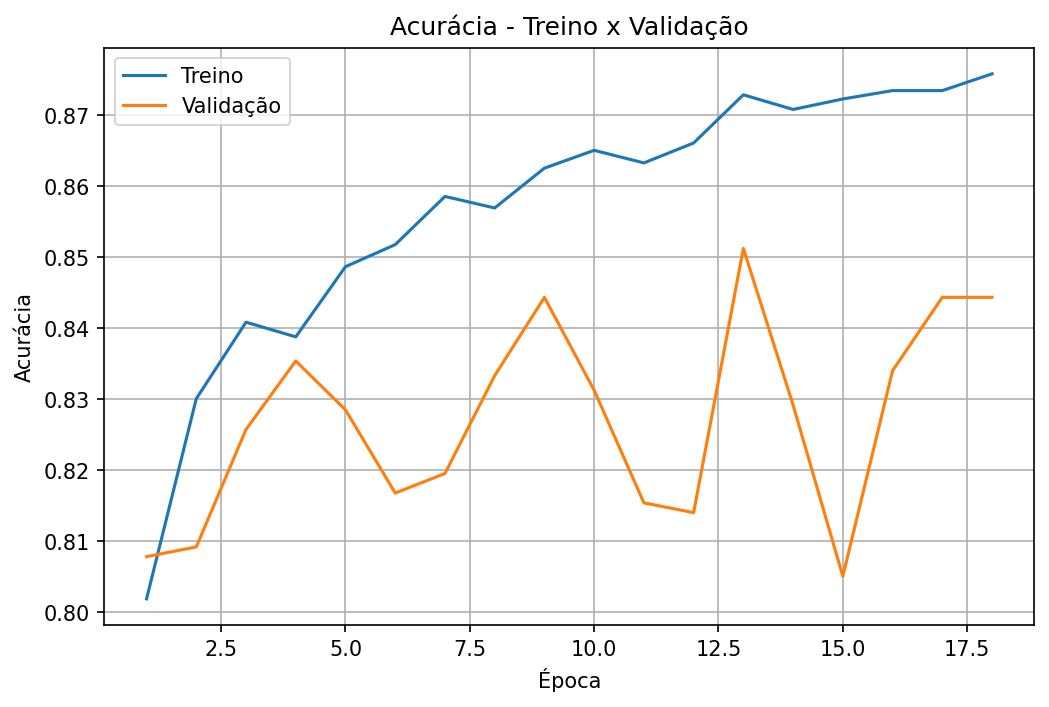 Acurácia - Treino x Validação
Treino
Validação
0.87
0.86
0.85
0.84
0.83
0.82
0.81
0.80
Acurácia
2.5 5.0 7.5 10.0 12.5 15.0 17.5
Época